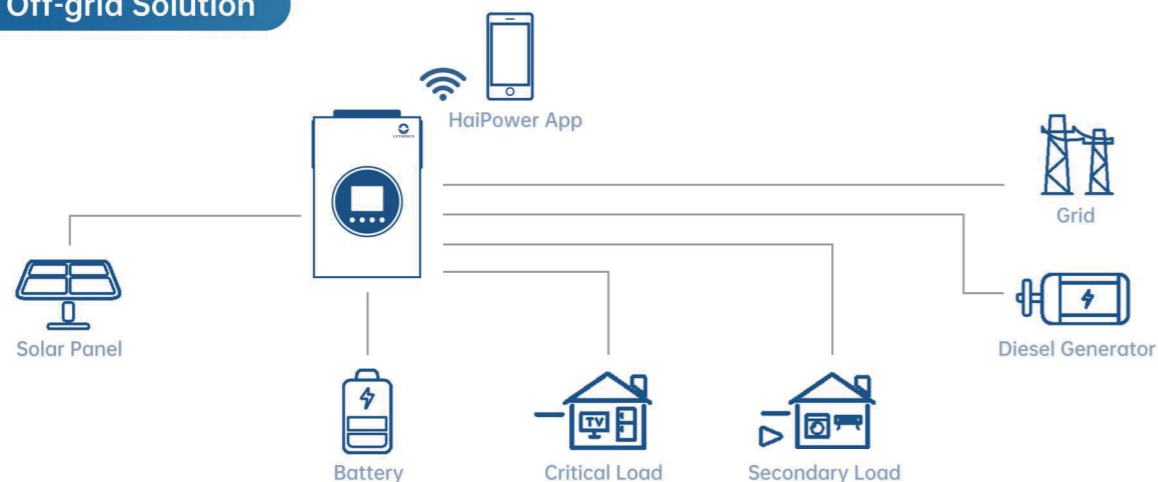 Off-grid Solution
HaiPower App
Grid
Solar Panel
Diesel Generator
TV
Battery
Critical Load
Secondary Load